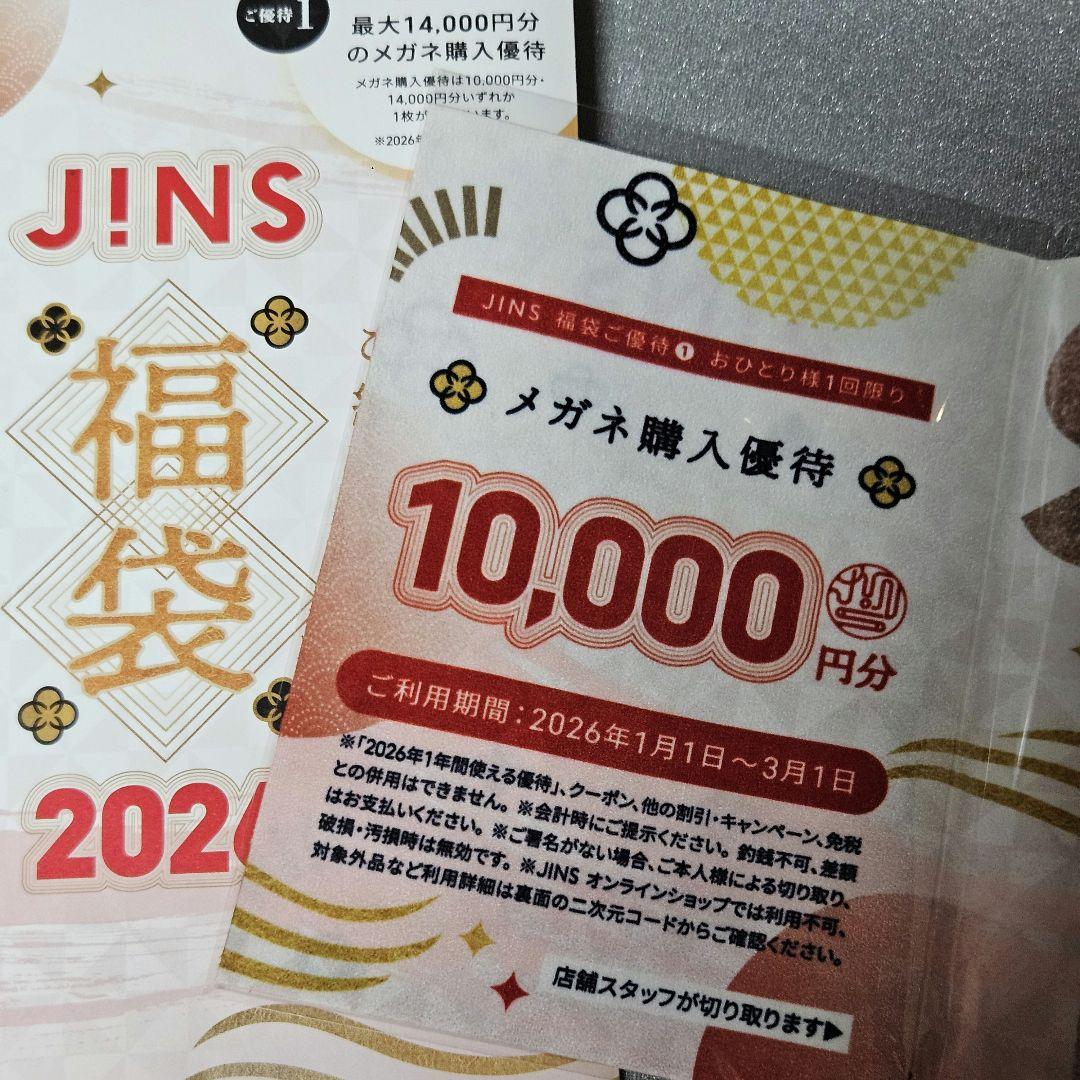 ご優待1
最大14,000円分
のメガネ購入優待
メガネ購入優待は10,000円分・
14,000円分いずれか
1枚が
います。
※2026年
J!NS
福
袋
2026
JINS 福袋ご優待❶ おひとり様1回限り
メガネ購入優待
10,000
円分
ご利用期間：2026年1月1日～3月1日
※「2026年1年間使える優待」、クーポン、他の割引・キャンペーン、免税
との併用はできません。※会計時にご提示ください。釣銭不可、差額
はお支払いください。※ご署名がない場合、ご本人様による切り取り、
破損・汚損時は無効です。※JINS オンラインショップでは利用不可、
対象外品など利用詳細は裏面の二次元コードからご確認ください。
店舗スタッフが切り取ります▶